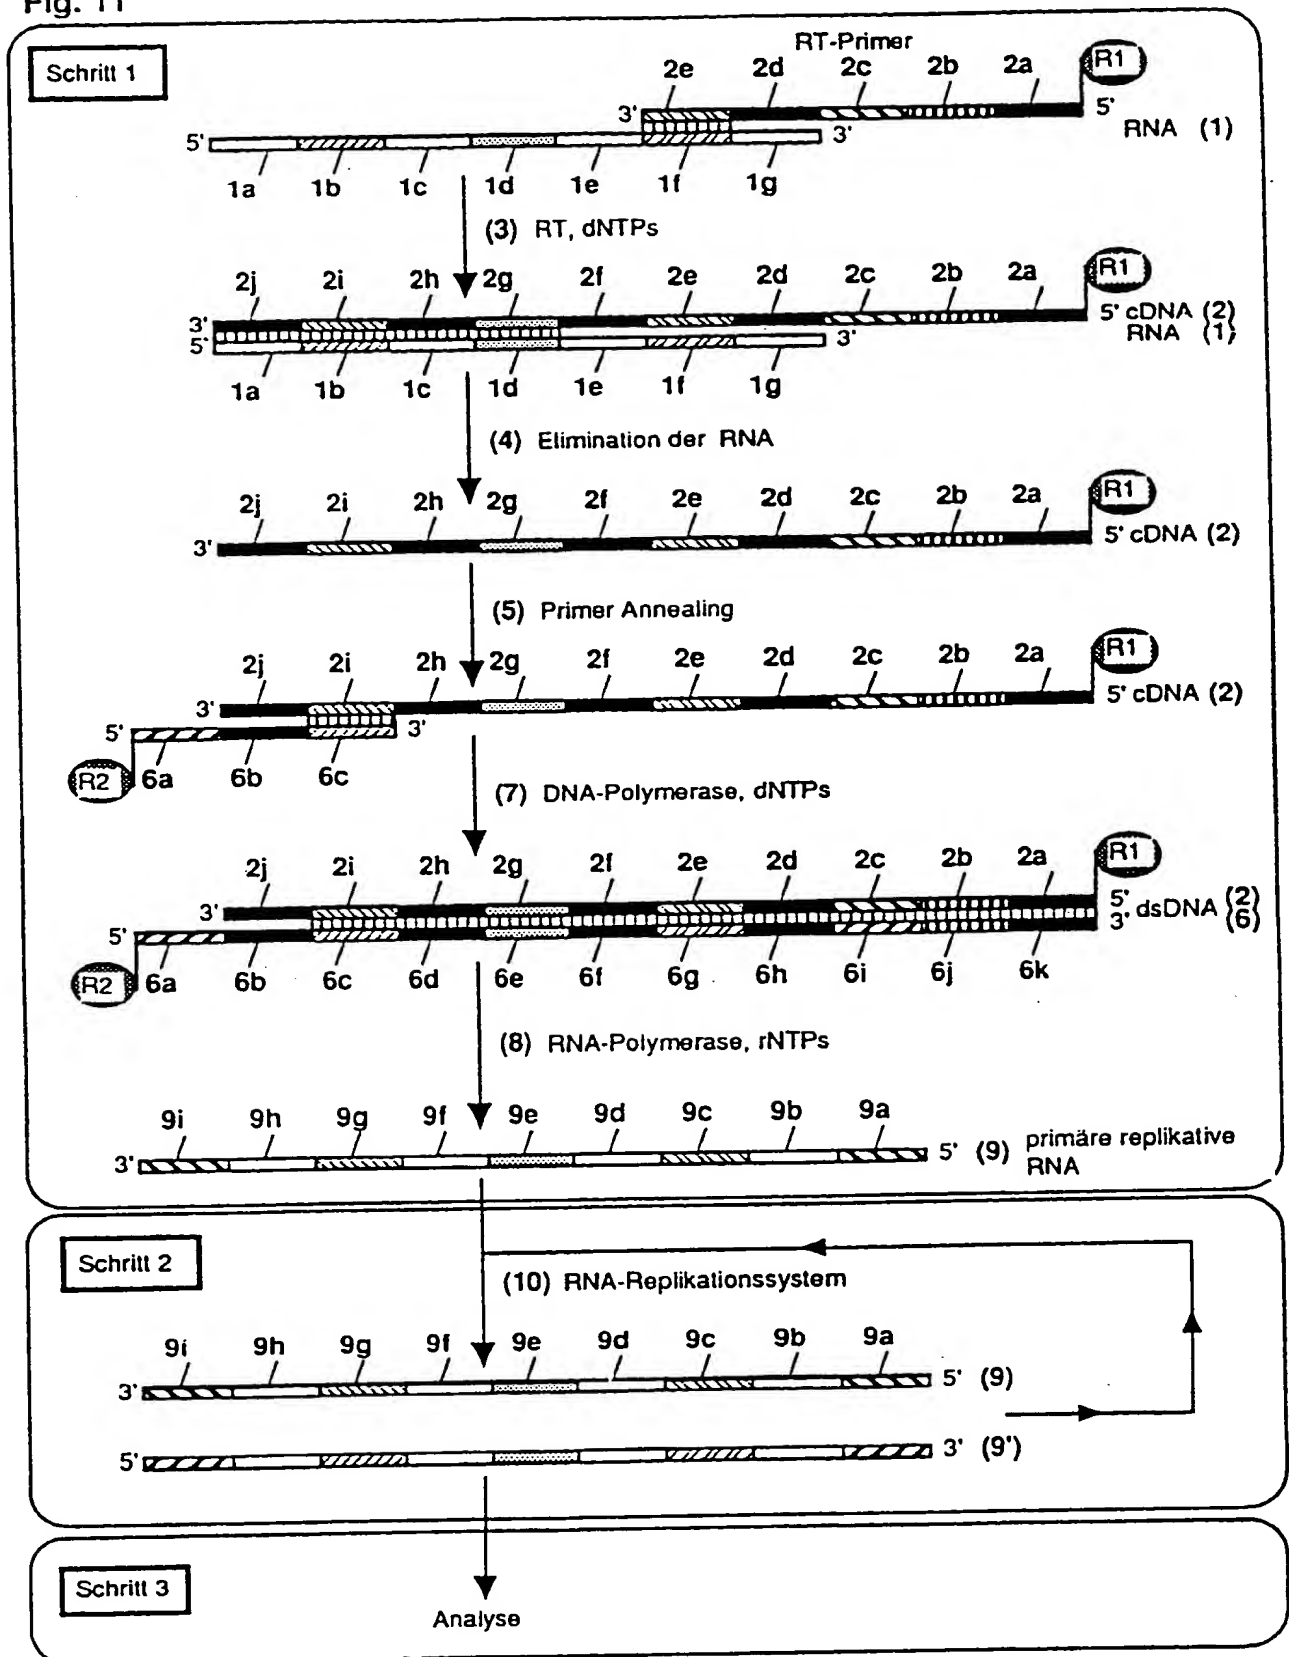 Fig. 11
Schritt 1
RT-Primer
2e 2d 2c 2b 2a R1
3' 5'
5' 3' RNA (1)
1a 1b 1c 1d 1e 1f 1g
(3) RT, dNTPs
2j 2i 2h 2g 2f 2e 2d 2c 2b 2a R1
3' 5' cDNA (2)
5' 3' RNA (1)
1a 1b 1c 1d 1e 1f 1g
(4) Elimination der RNA
2j 2i 2h 2g 2f 2e 2d 2c 2b 2a R1
3' 5' cDNA (2)
(5) Primer Annealing
2j 2i 2h 2g 2f 2e 2d 2c 2b 2a R1
3' 5' cDNA (2)
5' 3'
R2 6a 6b 6c
(7) DNA-Polymerase, dNTPs
2j 2i 2h 2g 2f 2e 2d 2c 2b 2a R1
3' 5' dsDNA (2)
5' 3' (6)
R2 6a 6b 6c 6d 6e 6f 6g 6h 6i 6j 6k
(8) RNA-Polymerase, rNTPs
9i 9h 9g 9f 9e 9d 9c 9b 9a
3' 5' (9) primäre replikative
RNA
Schritt 2
(10) RNA-Replikationssystem
9i 9h 9g 9f 9e 9d 9c 9b 9a
3' 5' (9)
5' 3' (9')
Schritt 3
Analyse